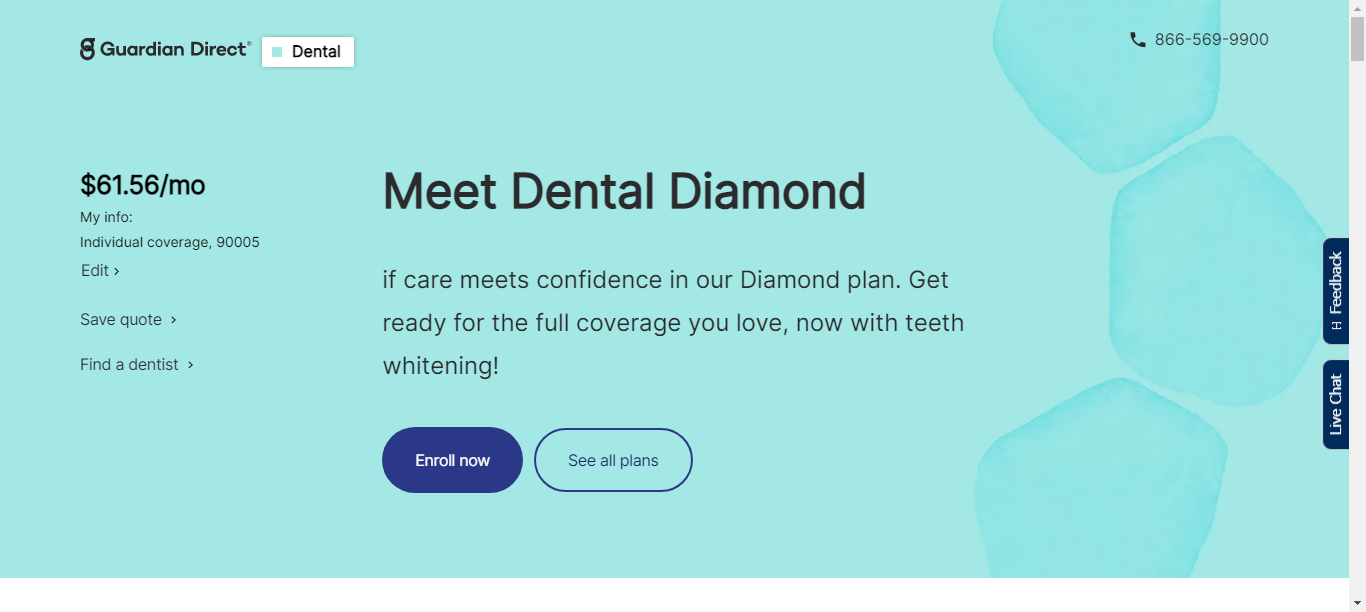 Guardian Direct®
Dental
866-569-9900
$61.56/mo
My info:
Individual coverage, 90005
Edit
Save quote
Find a dentist
Meet Dental Diamond
if care meets confidence in our Diamond plan. Get
ready for the full coverage you love, now with teeth
whitening!
Enroll now
See all plans
Feedback
Live Chat